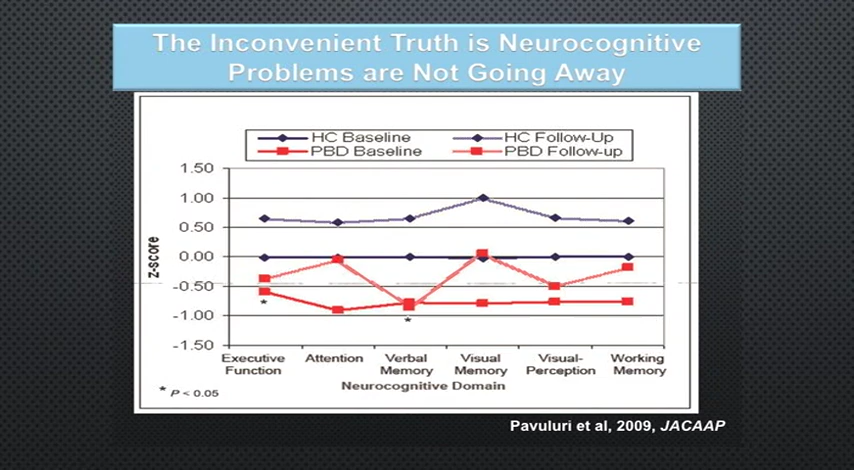 The Inconvenient Truth is Neurocognitive
Problems are Not Going Away
HC Baseline
HC Follow-Up
PBD Baseline
PBD Follow-up
1.50
1.00
0.50
0.00
-0.50
-1.00
-1.50
z-score
*
*
Executive
Function
Attention
Verbal
Memory
Visual
Memory
Visual-
Perception
Working
Memory
Neurocognitive Domain
* P < 0.05
Pavuluri et al, 2009, JACAAP